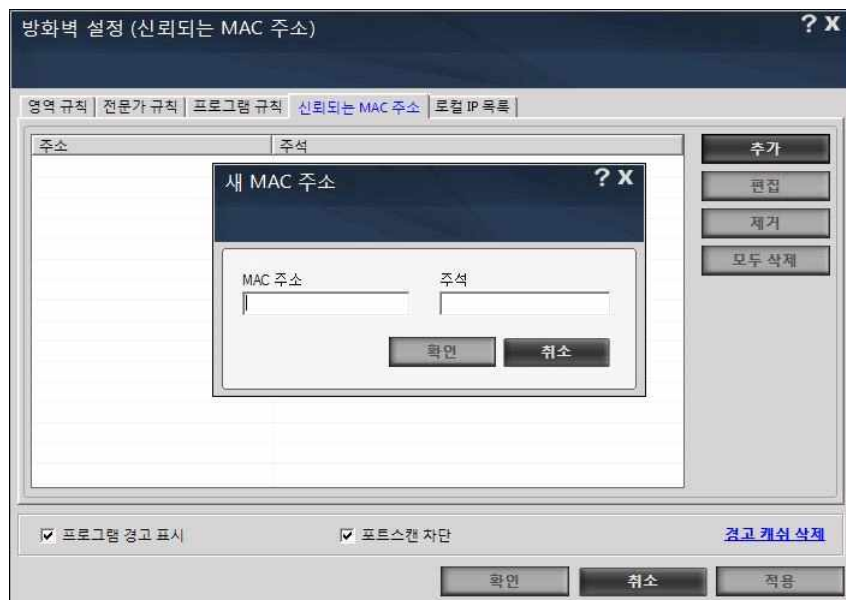 방화벽 설정 (신뢰되는 MAC 주소)
? X
영역 규칙 전문가 규칙 프로그램 규칙 신뢰되는 MAC 주소 로컬 IP 목록
주소 주석
추가
편집
제거
모두 삭제
새 MAC 주소
? X
MAC 주소 주석
확인 취소
프로그램 경고 표시 포트스캔 차단 경고 캐쉬 삭제
확인 취소 적용